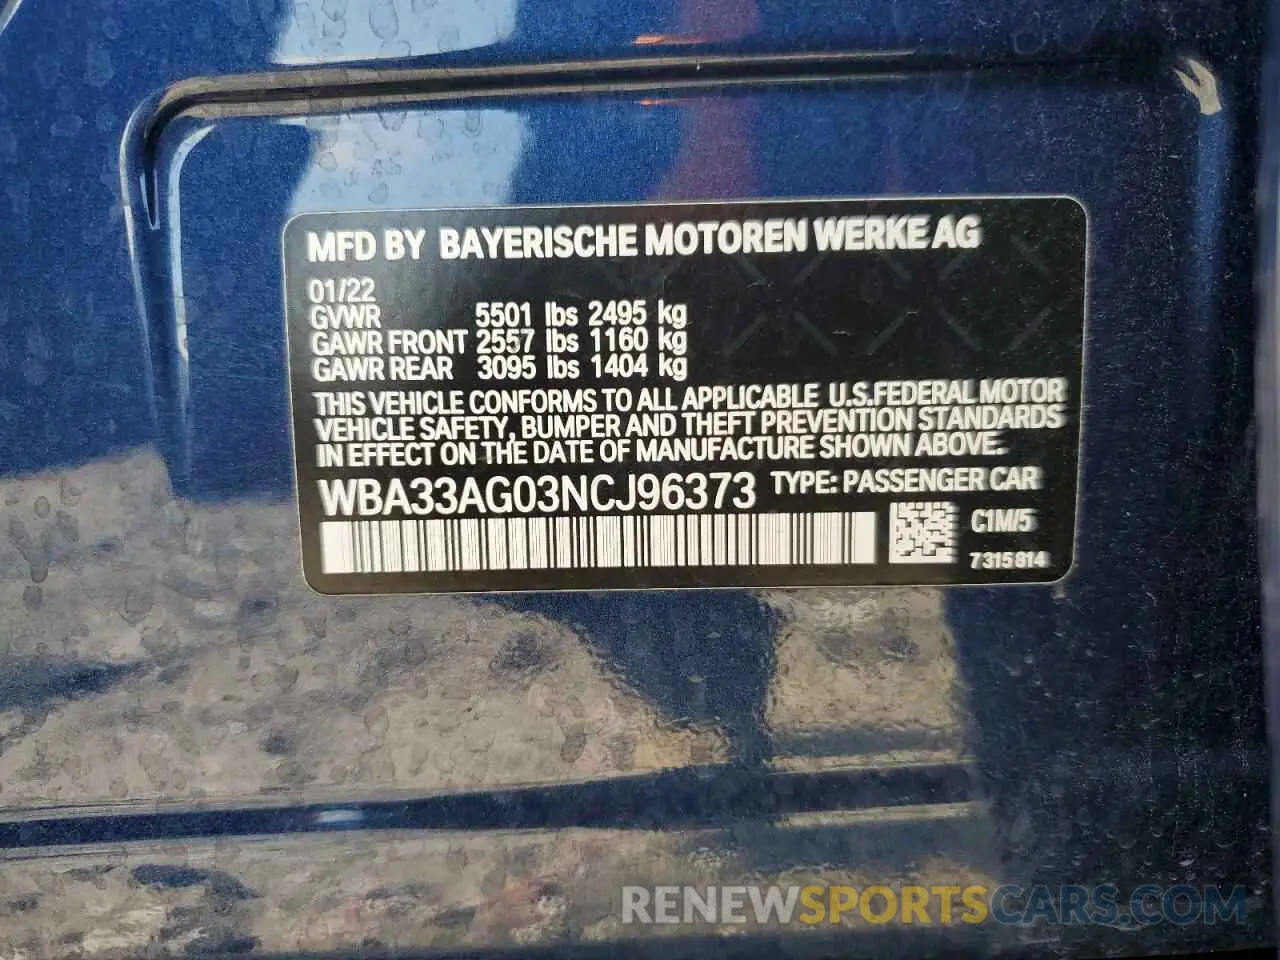 MFD BY BAYERISCHE MOTOREN WERKE AG
01/22
GVWR 5501 lbs 2495 kg
GAWR FRONT 2557 lbs 1160 kg
GAWR REAR 3095 lbs 1404 kg
THIS VEHICLE CONFORMS TO ALL APPLICABLE U.S.FEDERAL MOTOR
VEHICLE SAFETY, BUMPER AND THEFT PREVENTION STANDARDS
IN EFFECT ON THE DATE OF MANUFACTURE SHOWN ABOVE.
WBA33AG03NCJ96373 TYPE: PASSENGER CAR
C1M/5
7315814
RENEWSPORTSCARS.COM